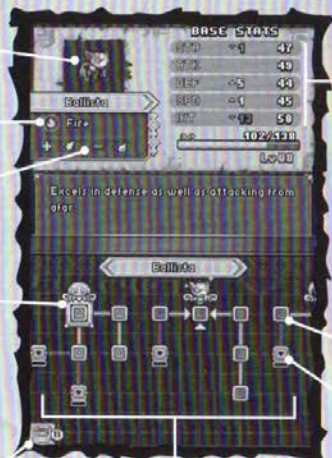 BASE STATS
STR -1 47
ATK 49
DEF +5 44
SPD +1 45
INT -13 50
Ballista
Fire
102/138
Lv 08
Excels in defense as well as attacking from
afar.
Ballista